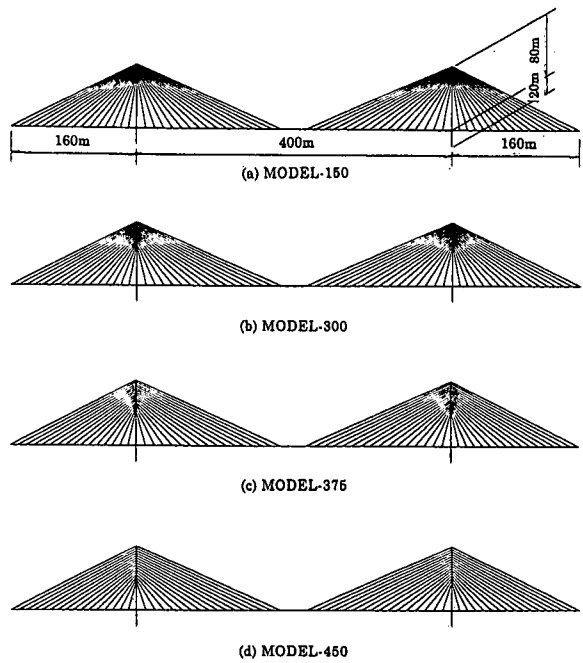 80m
120m
160m
400m
160m
(a) MODEL-150
(b) MODEL-300
(c) MODEL-375
(d) MODEL-450